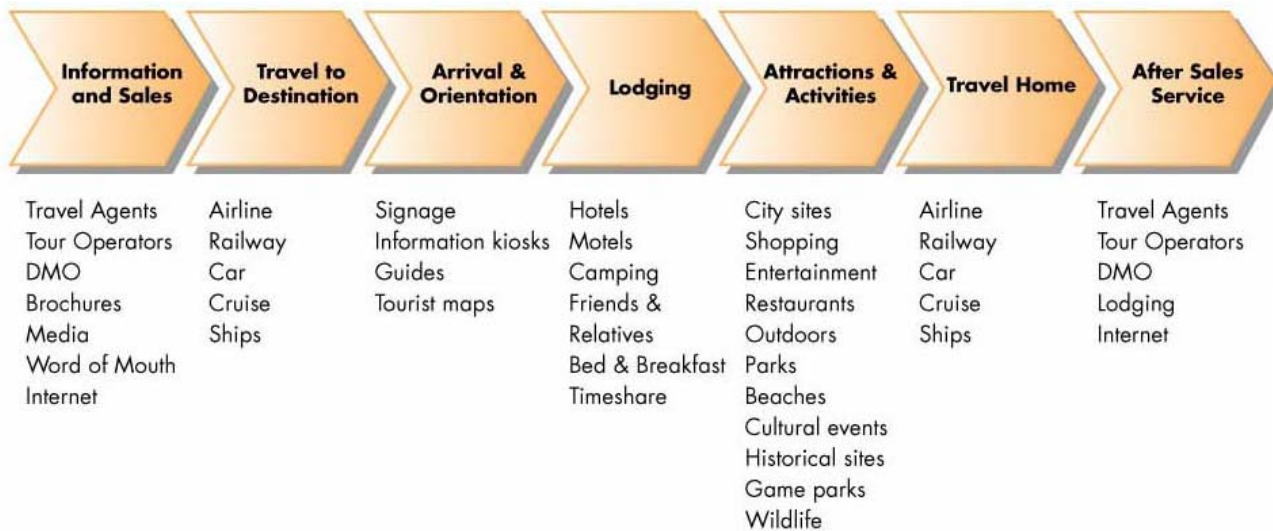 Information
and Sales
Travel to
Destination
Arrival &
Orientation
Lodging
Attractions &
Activities
Travel Home
After Sales
Service
Travel Agents
Tour Operators
DMO
Brochures
Media
Word of Mouth
Internet
Airline
Railway
Car
Cruise
Ships
Signage
Information kiosks
Guides
Tourist maps
Hotels
Motels
Camping
Friends &
Relatives
Bed & Breakfast
Timeshare
City sites
Shopping
Entertainment
Restaurants
Outdoors
Parks
Beaches
Cultural events
Historical sites
Game parks
Wildlife
Airline
Railway
Car
Cruise
Ships
Travel Agents
Tour Operators
DMO
Lodging
Internet